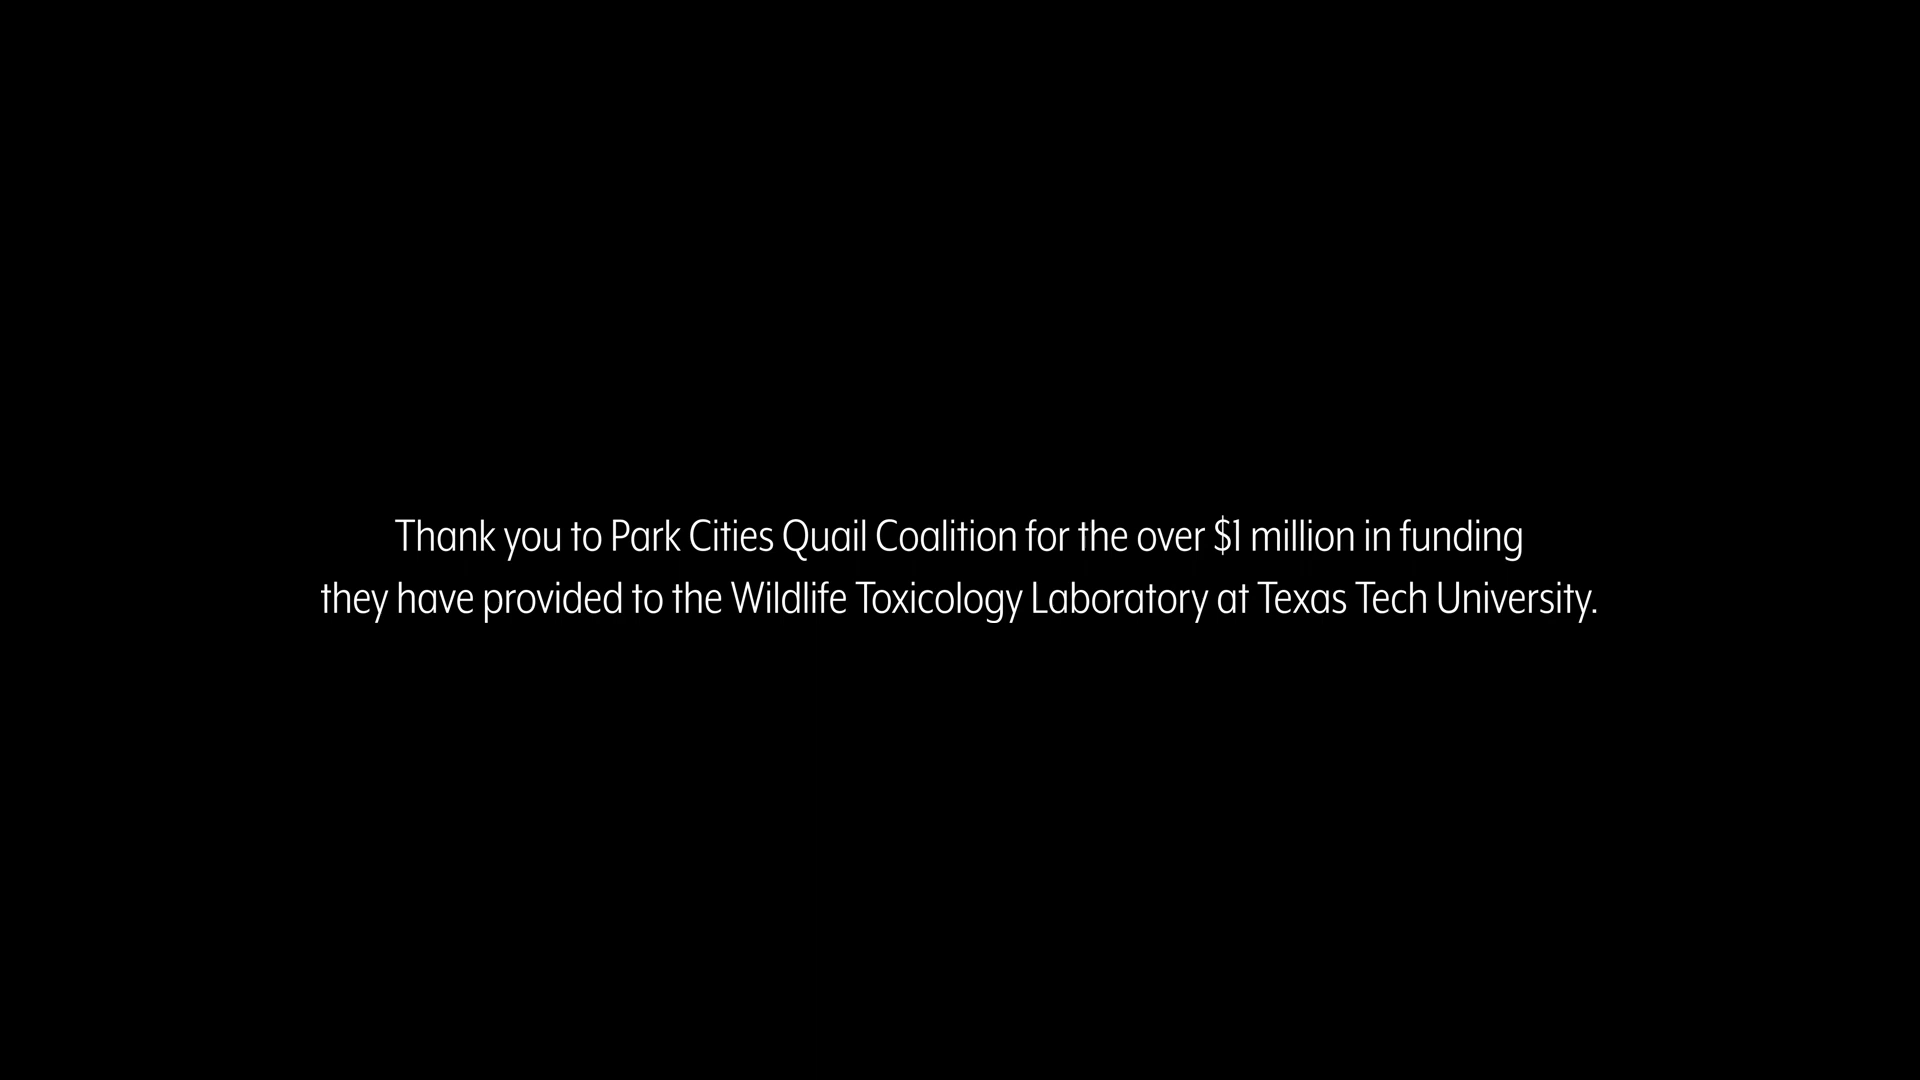 Thank you to Park Cities Quail Coalition for the over $1 million in funding
they have provided to the Wildlife Toxicology Laboratory at Texas Tech University.